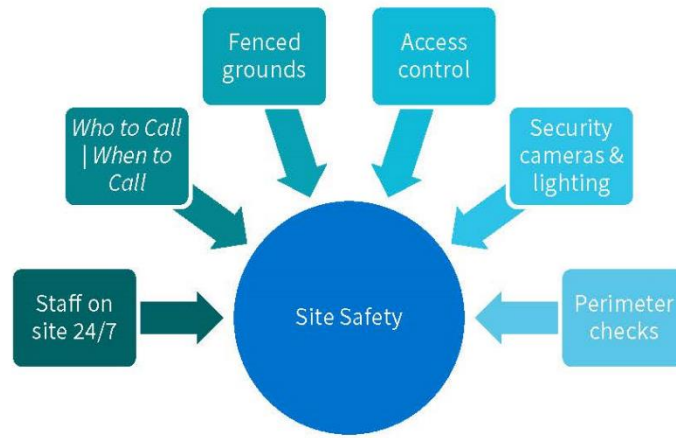 Fenced
grounds
Access
control
Who to Call
| When to
Call
Security
cameras &
lighting
Staff on
site 24/7
Site Safety
Perimeter
checks